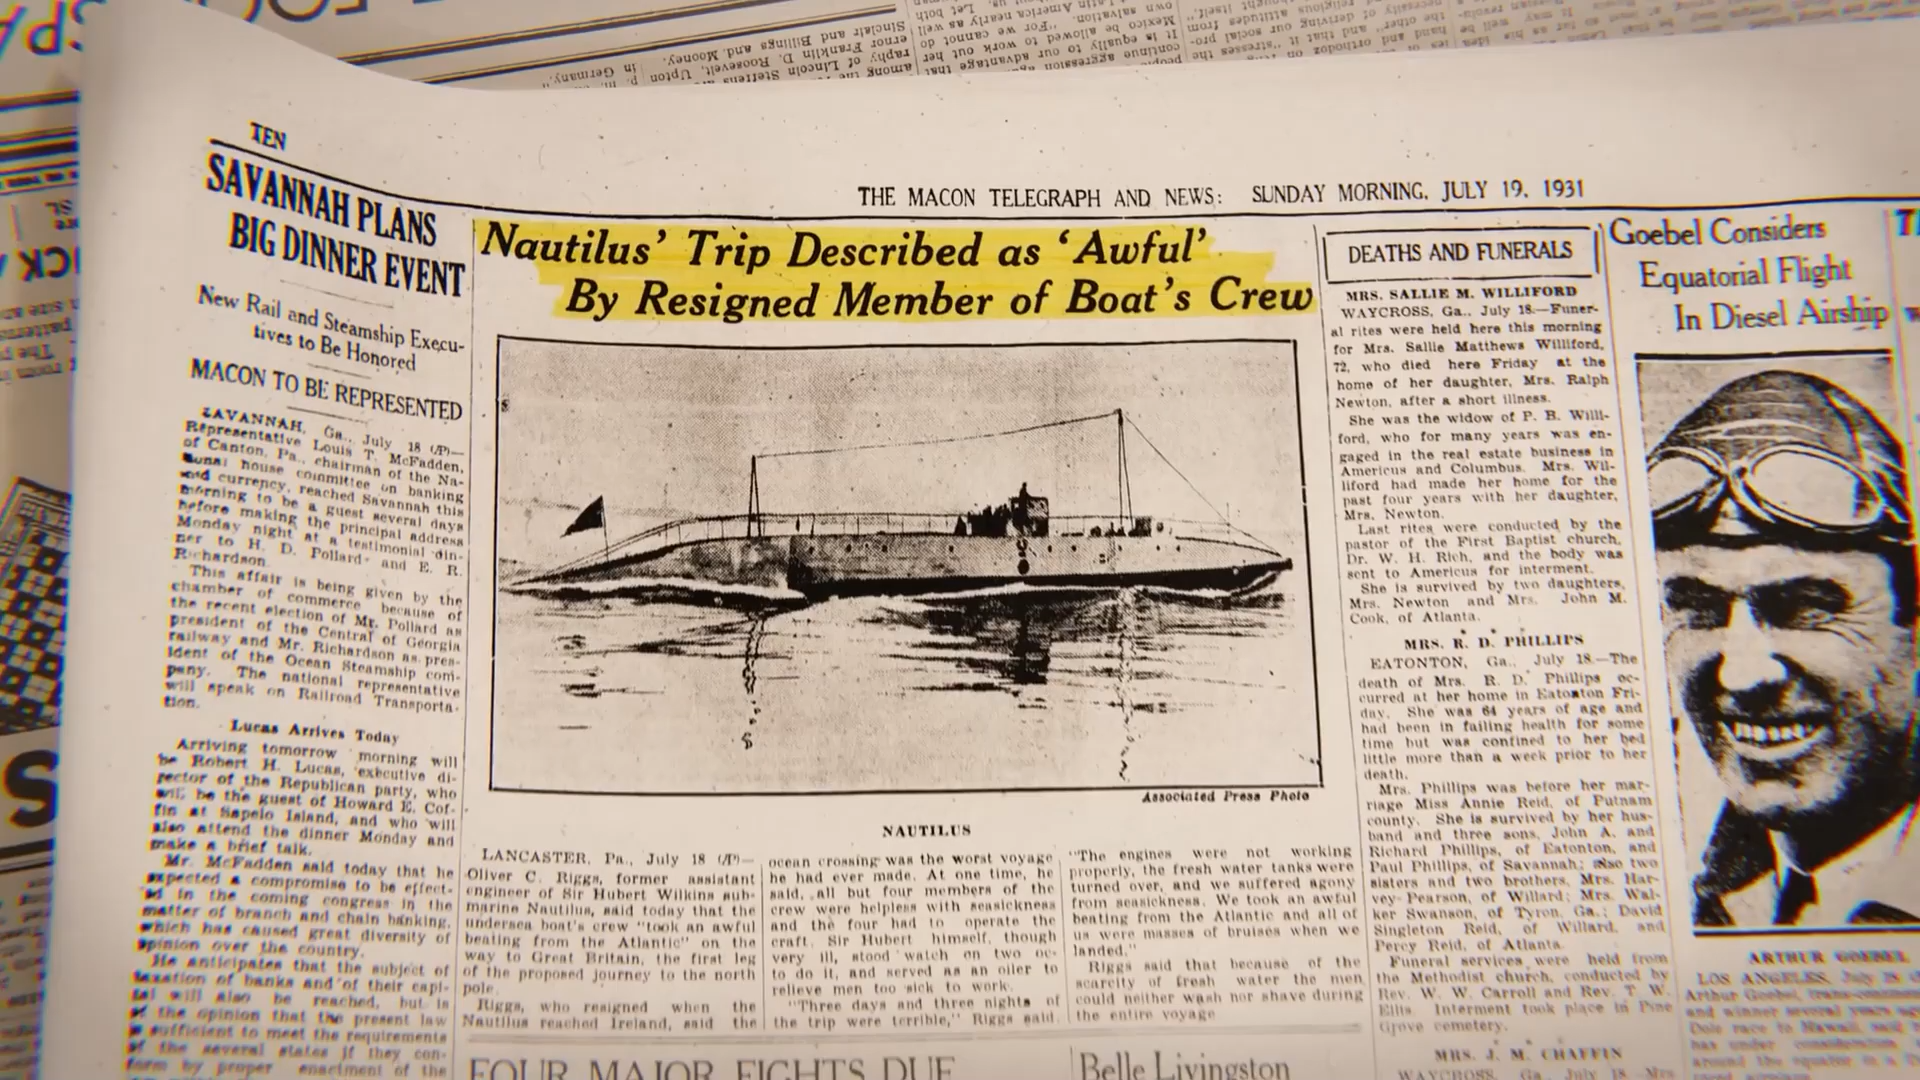 TEN
THE MACON TELEGRAPH AND NEWS: SUNDAY MORNING, JULY 19, 1931
SAVANNAH PLANS
BIG DINNER EVENT
New Rail and Steamship Execu-
tives to Be Honored
MACON TO BE REPRESENTED
SAVANNAH, Ga., July 18 (/P)—
Representative Louis T. McFadden,
of Canton, Pa., chairman of the Na-
tional house committee on banking
and currency, reached Savannah this
morning to be a guest several days
before making the principal address
Monday night at a testimonial din-
ner to H. D. Pollard and E. R.
Richardson.
This affair is being given by the
chamber of commerce because of
the recent election of Mr. Pollard as
president of the Central of Georgia
railway and Mr. Richardson as pres-
ident of the Ocean Steamship com-
pany. The national representative
will speak on Railroad Transporta-
tion.
Lucas Arrives Today
Arriving tomorrow morning will
be Robert H. Lucas, executive di-
rector of the Republican party, who
will be the guest of Howard E. Cof-
fin at Sapelo Island, and who will
also attend the dinner Monday and
make a brief talk.
Mr. McFadden said today that he
expected a compromise to be effect-
ed in the coming congress in the
matter of branch and chain banking,
which has caused great diversity of
opinion over the country.
He anticipates that the subject of
taxation of banks and of their capi-
tal will also be reached, but is
of the opinion that the present law
is sufficient to meet the requirements
of the several states if they con-
form by proper enactment of the
Nautilus' Trip Described as 'Awful'
By Resigned Member of Boat's Crew
Associated Press Photo
NAUTILUS
LANCASTER, Pa., July 18 (/P)—
Oliver C. Riggs, former assistant
engineer of Sir Hubert Wilkins sub-
marine Nautilus, said today that the
undersea boat's crew "took an awful
beating from the Atlantic" on the
way to Great Britain, the first leg
of the proposed journey to the north
pole.
Riggs, who resigned when the
Nautilus reached Ireland, said the
ocean crossing was the worst voyage
he had ever made. At one time, he
said, all but four members of the
crew were helpless with seasickness
and the four had to operate the
craft. Sir Hubert himself, though
very ill, stood watch on two oc-
to do it, and served as an oiler to
relieve men too sick to work.
"Three days and three nights of
the trip were terrible," Riggs said.
"The engines were not working
properly, the fresh water tanks were
turned over, and we suffered agony
from seasickness. We took an awful
beating from the Atlantic and all of
us were masses of bruises when we
landed."
Riggs said that because of the
scarcity of fresh water the men
could neither wash nor shave during
the entire voyage
FOUR MAJOR FIGHTS DUE
Belle Livingston
DEATHS AND FUNERALS
MRS. SALLIE M. WILLIFORD
WAYCROSS, Ga., July 18.—Funer-
al rites were held here this morning
for Mrs. Sallie Matthews Williford,
72, who died here Friday at the
home of her daughter, Mrs. Ralph
Newton, after a short illness.
She was the widow of P. B. Willi-
ford, who for many years was en-
gaged in the real estate business in
Americus and Columbus. Mrs. Wil-
liford had made her home for the
past four years with her daughter,
Mrs. Newton.
Last rites were conducted by the
pastor of the First Baptist church,
Dr. W. H. Rich, and the body was
sent to Americus for interment.
She is survived by two daughters,
Mrs. Newton and Mrs. John M.
Cook, of Atlanta.
MRS. R. D. PHILLIPS
EATONTON, Ga., July 18.—The
death of Mrs. R. D. Phillips oc-
curred at her home in Eatonton Fri-
day. She was 64 years of age and
had been in failing health for some
time but was confined to her bed
little more than a week prior to her
death.
Mrs. Phillips was before her mar-
riage Miss Annie Reid, of Putnam
county. She is survived by her hus-
band and three sons, John A. and
Richard Phillips, of Eatonton, and
Paul Phillips, of Savannah; also two
sisters and two brothers, Mrs. Har-
vey Pearson, of Willard; Mrs. Wal-
ker Swanson, of Tyron, Ga.; David
Singleton Reid, of Willard, and
Percy Reid, of Atlanta.
Funeral services were held from
the Methodist church, conducted by
Rev. W. W. Carroll and Rev. T. W.
Ellis. Interment took place in Pine
Grove cemetery.
MRS. J. M. CHAFFIN
WAYCROSS, Ga., July 18.—Mrs
Goebel Considers
Equatorial Flight
In Diesel Airship
ARTHUR GOEBEL
LOS ANGELES, July 18
Arthur Goebel, trans-continen
and winner several years ag
Dole race to Hawaii, said
has under consideration
around the equator in a